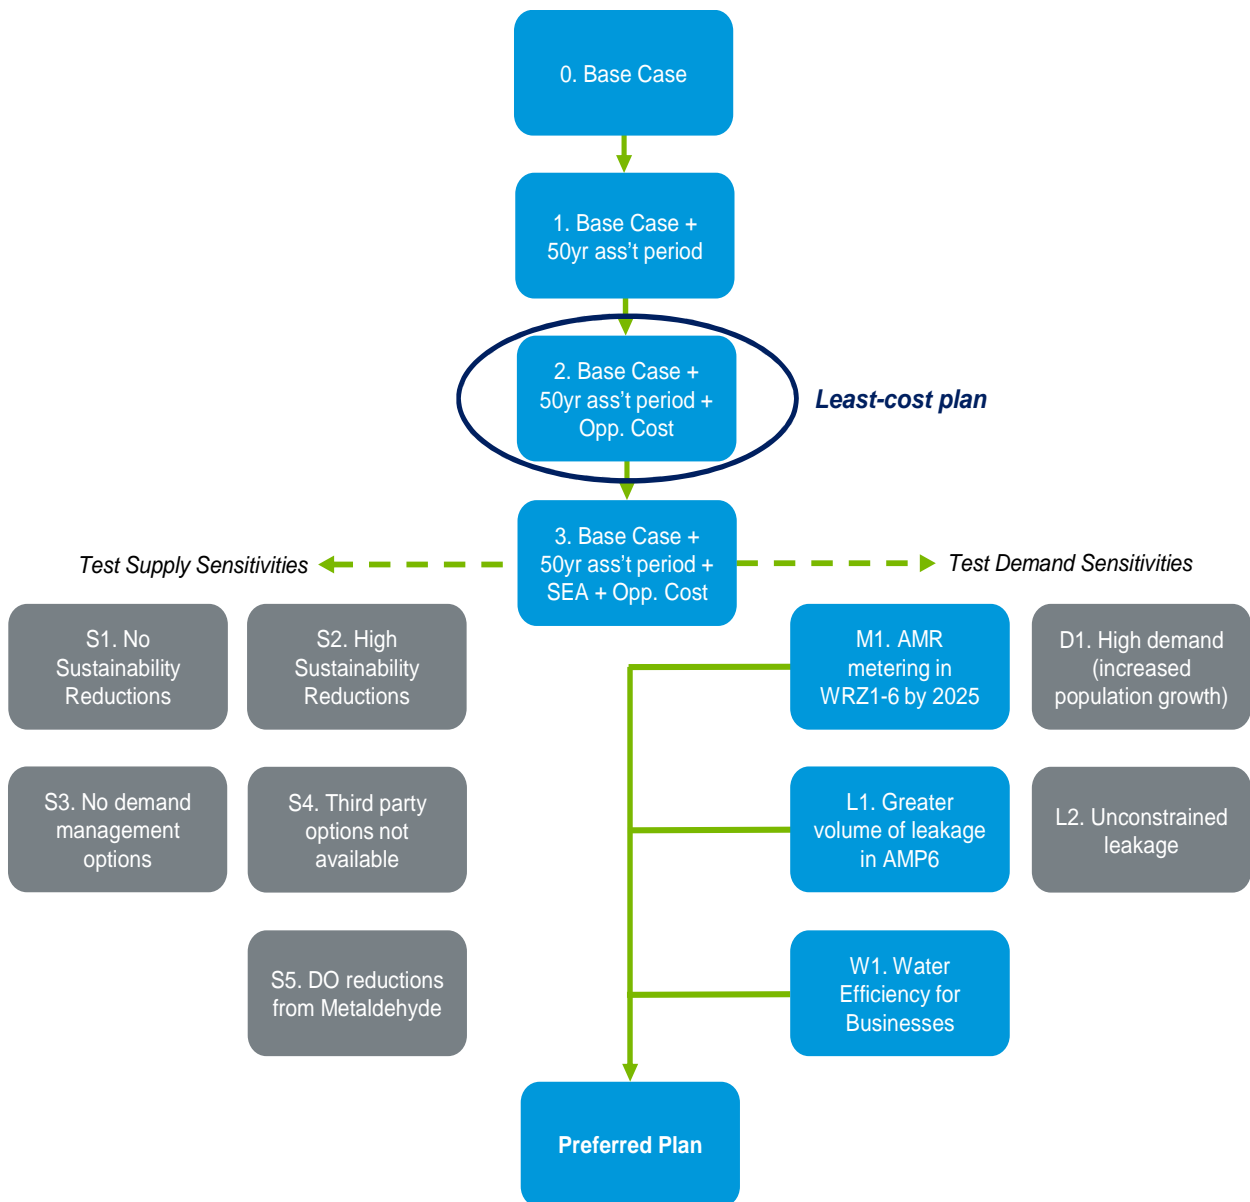 0. Base Case
1. Base Case +
50yr ass't period
2. Base Case +
50yr ass't period +
Opp. Cost
Least-cost plan
3. Base Case +
50yr ass't period +
SEA + Opp. Cost
Test Supply Sensitivities
Test Demand Sensitivities
S1. No
Sustainability
Reductions
S2. High
Sustainability
Reductions
M1. AMR
metering in
WRZ1-6 by 2025
D1. High demand
(increased
population growth)
S3. No demand
management
options
S4. Third party
options not
available
L1. Greater
volume of leakage
in AMP6
L2. Unconstrained
leakage
S5. DO reductions
from Metaldehyde
W1. Water
Efficiency for
Businesses
Preferred Plan